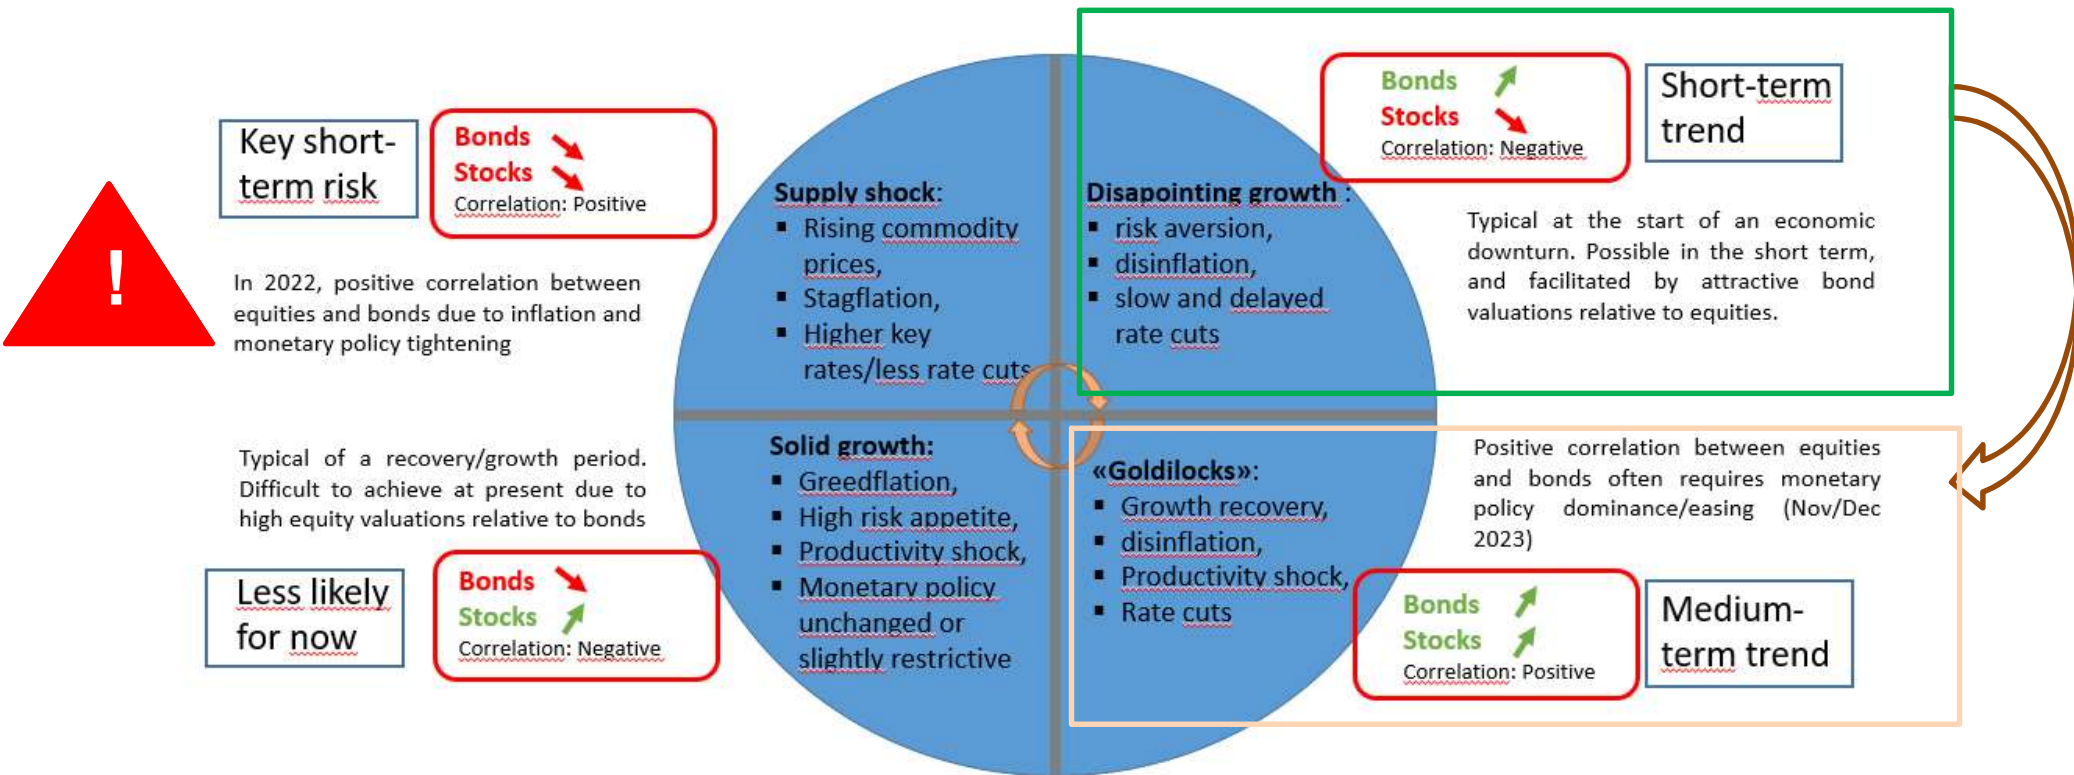 Key short-
term risk
Bonds
Stocks
Correlation: Positive
!
In 2022, positive correlation between
equities and bonds due to inflation and
monetary policy tightening
Supply shock:
▪ Rising commodity
prices,
▪ Stagflation,
▪ Higher key
rates/less rate cuts
Disapointing growth :
▪ risk aversion,
▪ disinflation,
▪ slow and delayed
rate cuts
Bonds
Stocks
Correlation: Negative
Short-term
trend
Typical at the start of an economic
downturn. Possible in the short term,
and facilitated by attractive bond
valuations relative to equities.
Typical of a recovery/growth period.
Difficult to achieve at present due to
high equity valuations relative to bonds
Less likely
for now
Bonds
Stocks
Correlation: Negative
Solid growth:
▪ Greedflation,
▪ High risk appetite,
▪ Productivity shock,
▪ Monetary policy
unchanged or
slightly restrictive
«Goldilocks»:
▪ Growth recovery,
▪ disinflation,
▪ Productivity shock,
▪ Rate cuts
Positive correlation between equities
and bonds often requires monetary
policy dominance/easing (Nov/Dec
2023)
Bonds
Stocks
Correlation: Positive
Medium-
term trend